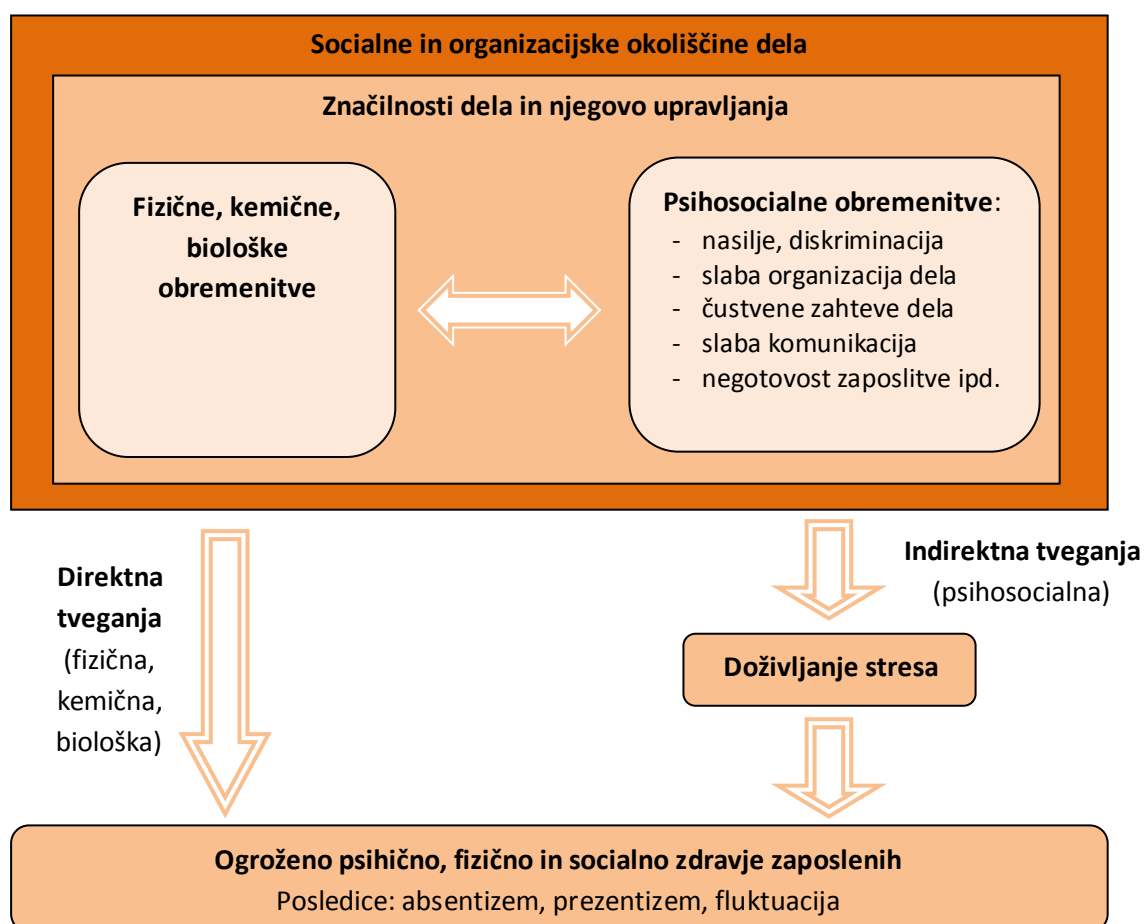 Socialne in organizacijske okoliščine dela
Značilnosti dela in njegovo upravljanja
Fizične, kemične,
biološke
obremenitve
Psihosocialne obremenitve:
- nasilje, diskriminacija
- slaba organizacija dela
- čustvene zahteve dela
- slaba komunikacija
- negotovost zaposlitve ipd.
Direktna
tveganja
(fizična,
kemična,
biološka)
Indirektna tveganja
(psihosocialna)
Doživljanje stresa
Ogroženo psihično, fizično in socialno zdravje zaposlenih
Posledice: absentizem, prezentizem, fluktuacija